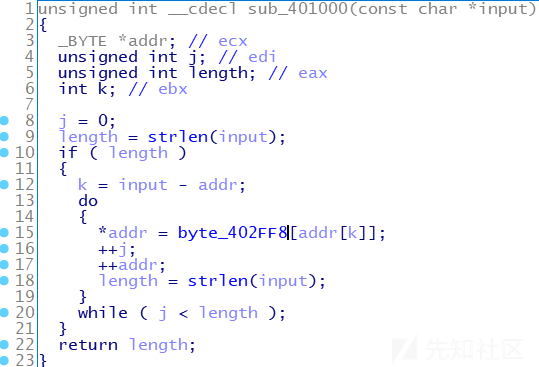 1 unsigned int __cdecl sub_401000(const char *input)
2 {
3   _BYTE *addr; // ecx
4   unsigned int j; // edi
5   unsigned int length; // eax
6   int k; // ebx
7
8   j = 0;
9   length = strlen(input);
10   if ( length )
11   {
12     k = input - addr;
13     do
14     {
15       *addr = byte_402FF8[addr[k]];
16       ++j;
17       ++addr;
18       length = strlen(input);
19     }
20     while ( j < length );
21   }
22   return length;
23 }
先知社区